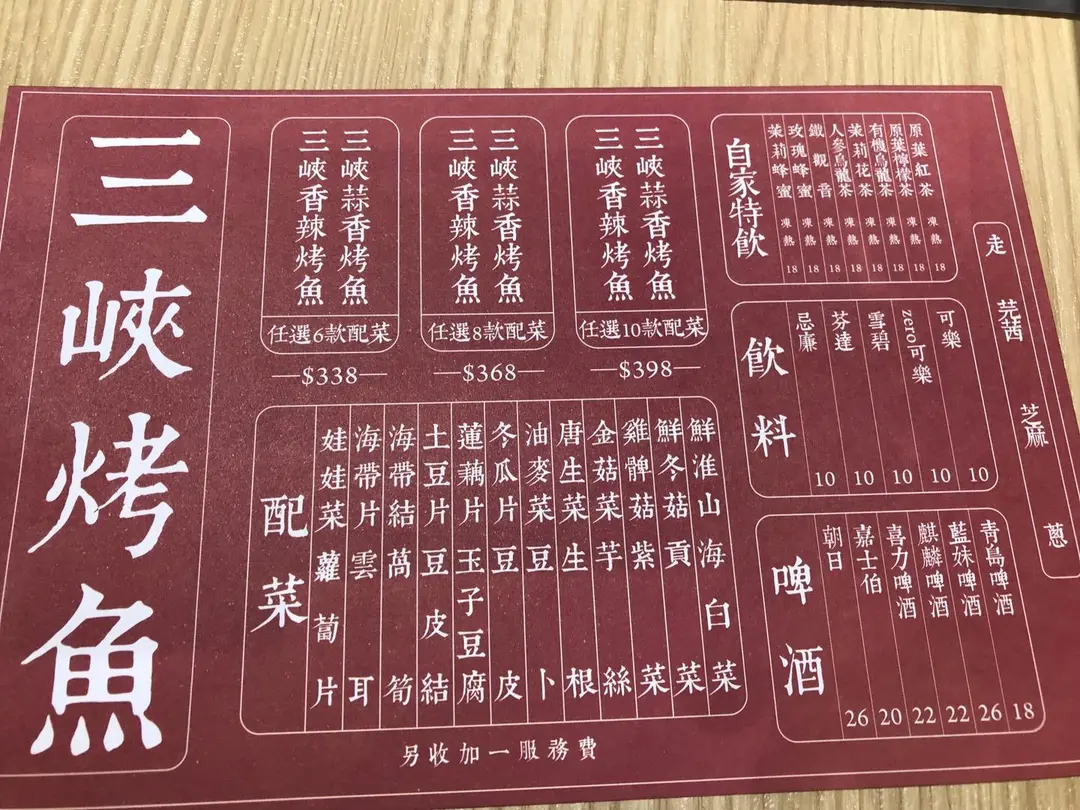 三峽烤魚
三峽香辣烤魚
三峽蒜香烤魚
任選6款配菜
$338
三峽香辣烤魚
三峽蒜香烤魚
任選8款配菜
$368
三峽香辣烤魚
三峽蒜香烤魚
任選10款配菜
$398
配菜
娃娃菜 蘿蔔片
海帶片 雲耳
海帶結 萵筍
土豆片 豆皮結
蓮藕片 玉子豆腐
冬瓜片 豆皮
油麥菜 豆卜
唐生菜 生根
金菇菜 芋絲
雞髀菇 紫菜
鮮冬菇 貢菜
鮮淮山 海白菜
另收加一服務費
自家特飲
茉莉蜂蜜 凍熱 18
玫瑰蜂蜜 凍熱 18
鐵觀音 凍熱 18
人參烏龍茶 凍熱 18
茉莉花茶 凍熱 18
有機烏龍茶 凍熱 18
原葉檸檬茶 凍熱 18
原葉紅茶 凍熱 18
飲料
忌廉 10
芬達 10
雪碧 10
zero可樂 10
可樂 10
啤酒
朝日 26
嘉士伯 20
喜力啤酒 22
麒麟啤酒 22
藍妹啤酒 26
青島啤酒 18
走 芫茜 芝麻 蔥